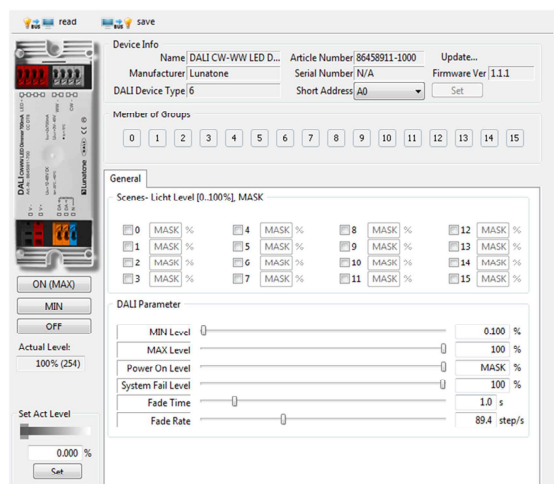 read save
Device Info
Name DALI CW-WW LED D... Article Number 86458911-1000 Update...
Manufacturer Lunatone Serial Number N/A Firmware Ver 1.1.1
DALI Device Type 6 Short Address A0 Set
Member of Groups
0 1 2 3 4 5 6 7 8 9 10 11 12 13 14 15
General
Scenes- Licht Level [0..100%], MASK
0 MASK % 4 MASK % 8 MASK % 12 MASK %
1 MASK % 5 MASK % 9 MASK % 13 MASK %
2 MASK % 6 MASK % 10 MASK % 14 MASK %
3 MASK % 7 MASK % 11 MASK % 15 MASK %
ON (MAX)
MIN
OFF
Actual Level:
100% (254)
DALI Parameter
MIN Level 0.100 %
MAX Level 100 %
Power On Level MASK %
System Fail Level 100 %
Fade Time 1.0 s
Fade Rate 89.4 step/s
Set Act Level
0.000 %
Set
BUS
BUS
Lunatone